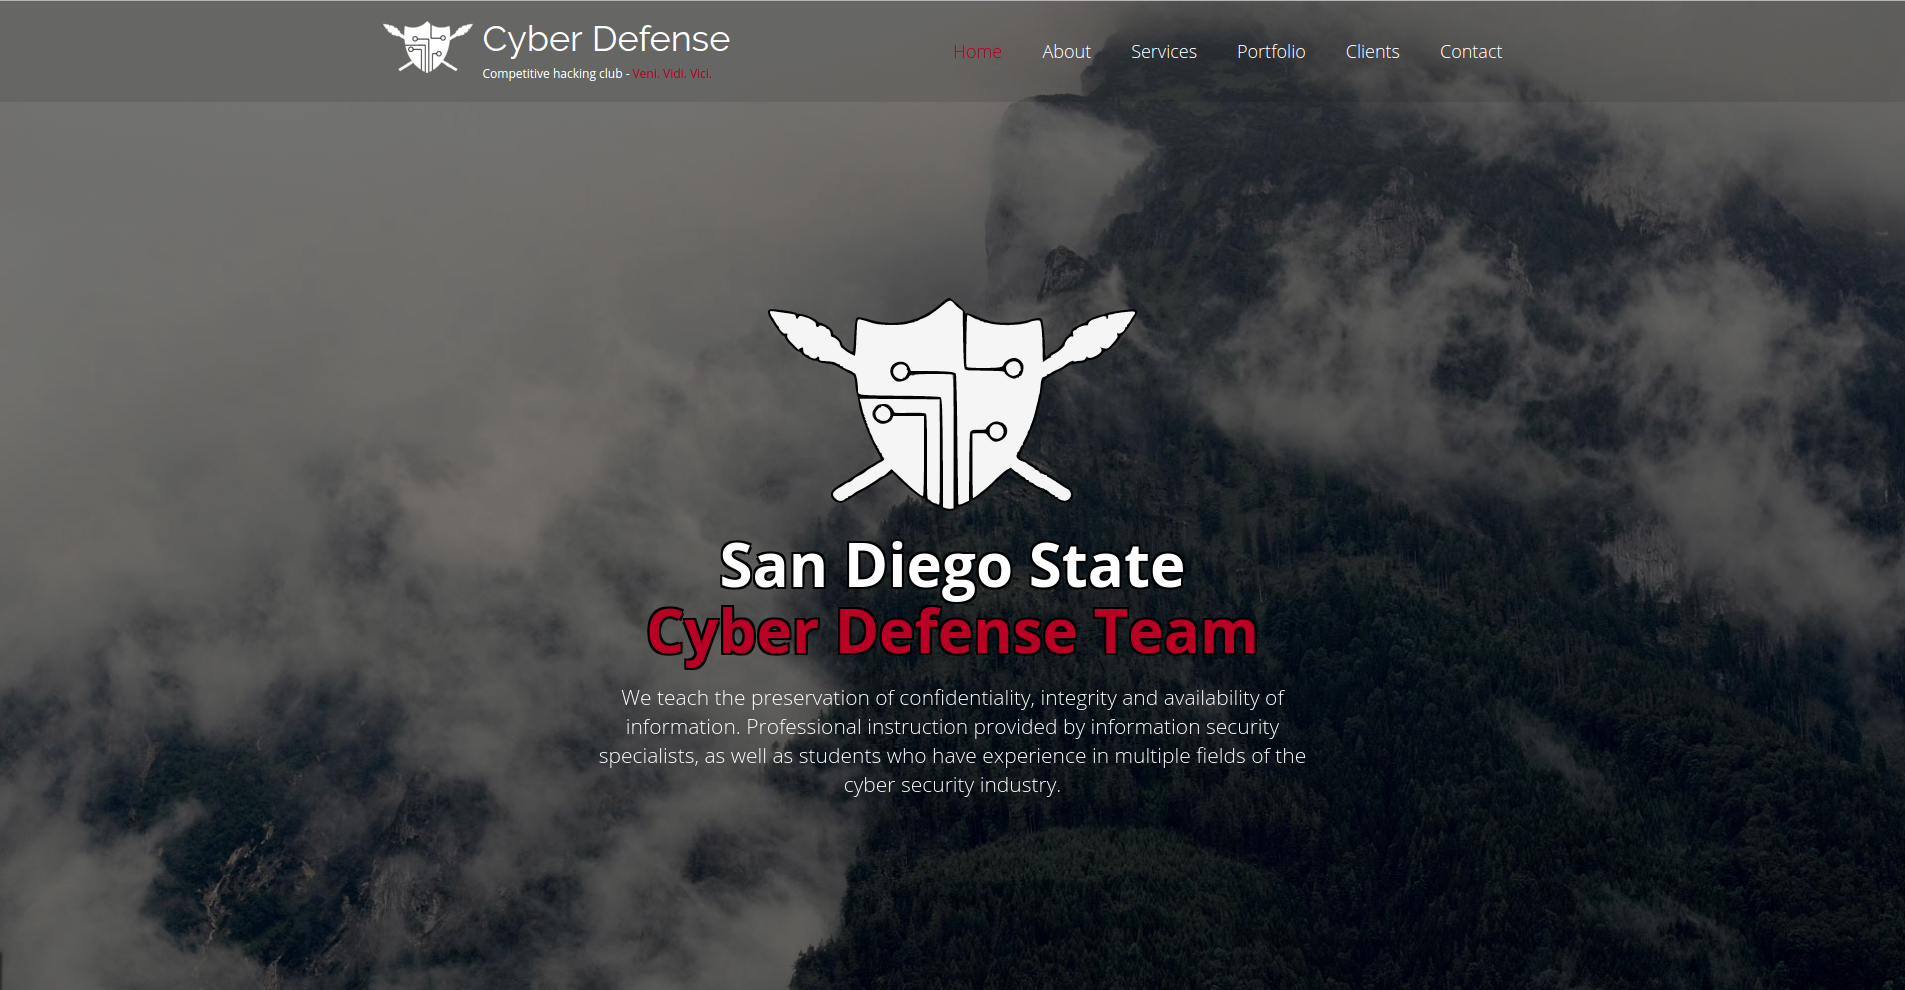 Cyber Defense
Competitive hacking club - Veni. Vidi. Vici.
Home About Services Portfolio Clients Contact
San Diego State
Cyber Defense Team
We teach the preservation of confidentiality, integrity and availability of
information. Professional instruction provided by information security
specialists, as well as students who have experience in multiple fields of the
cyber security industry.